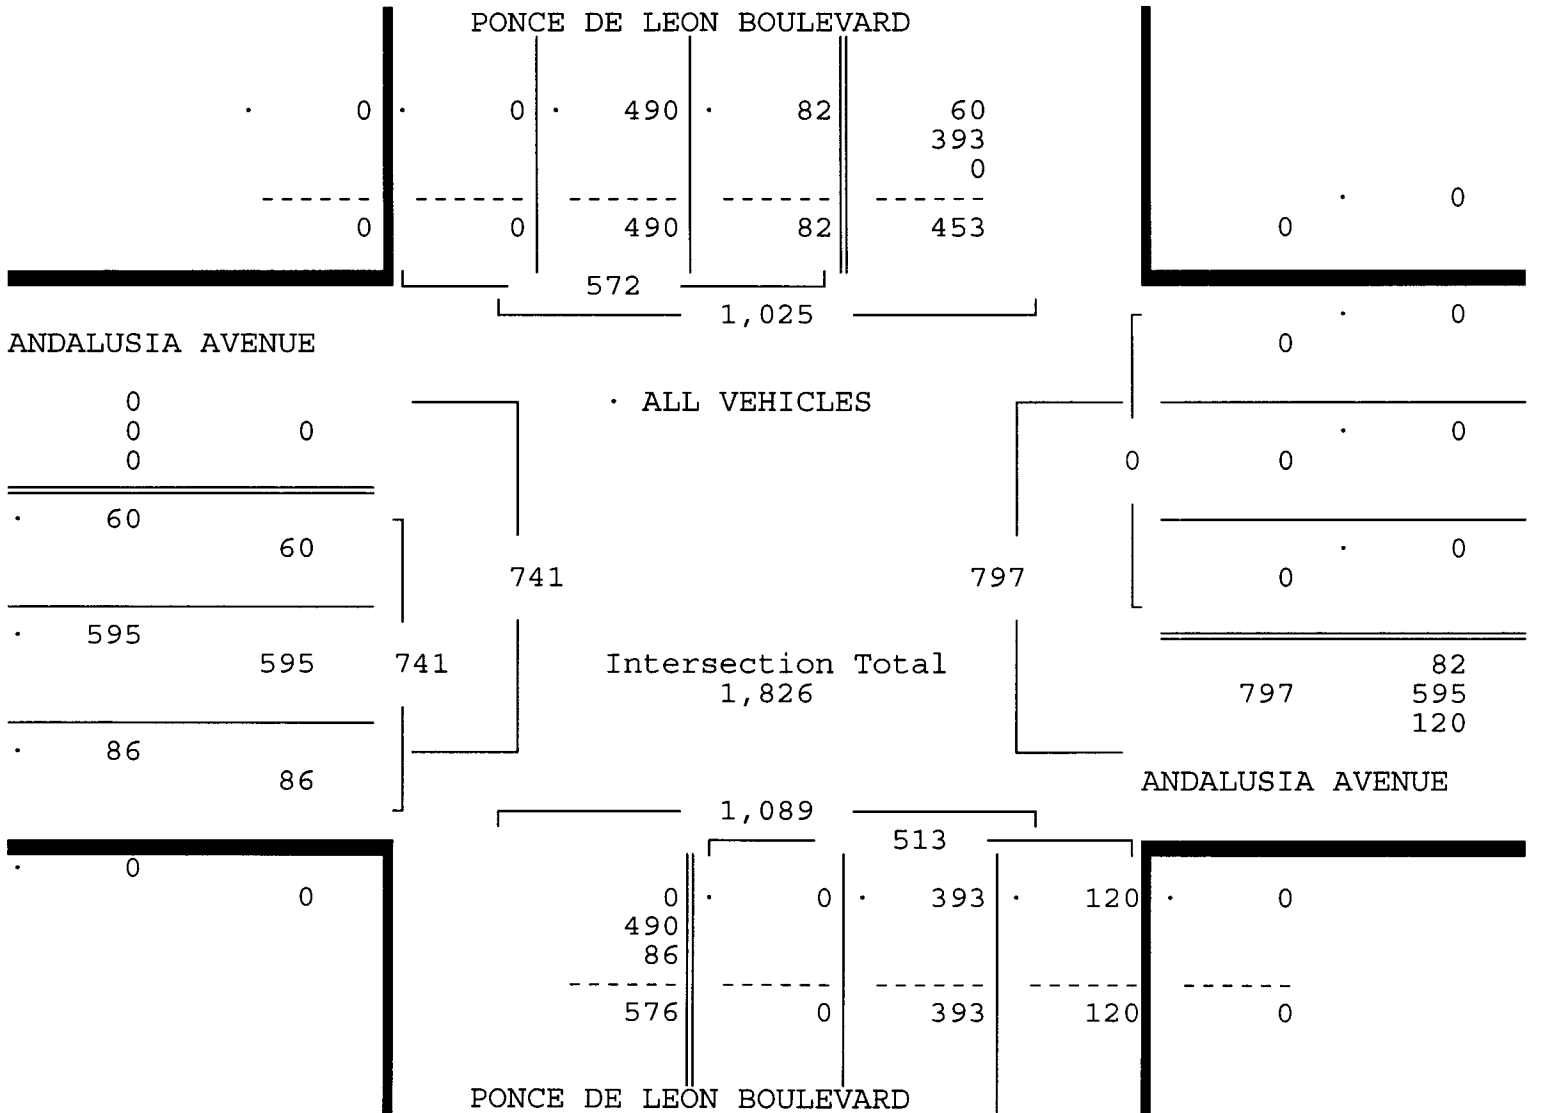 PONCE DE LEON BOULEVARD
· 0 · 0 · 490 · 82 60
393
0
------ ------ ------ ------ ------
· 0
0 0 490 82 453 0
572
1,025
· 0
ANDALUSIA AVENUE 0
0 · ALL VEHICLES
0 0 · 0
0 0 0
· 60
60 · 0
741 797 0
· 595
595 741 Intersection Total 82
1,826 797 595
120
· 86
86 ANDALUSIA AVENUE
1,089
513
· 0
0 0 · 0 · 393 · 120 · 0
490
86
------ ------ ------ ------ ------
576 0 393 120 0
PONCE DE LEON BOULEVARD